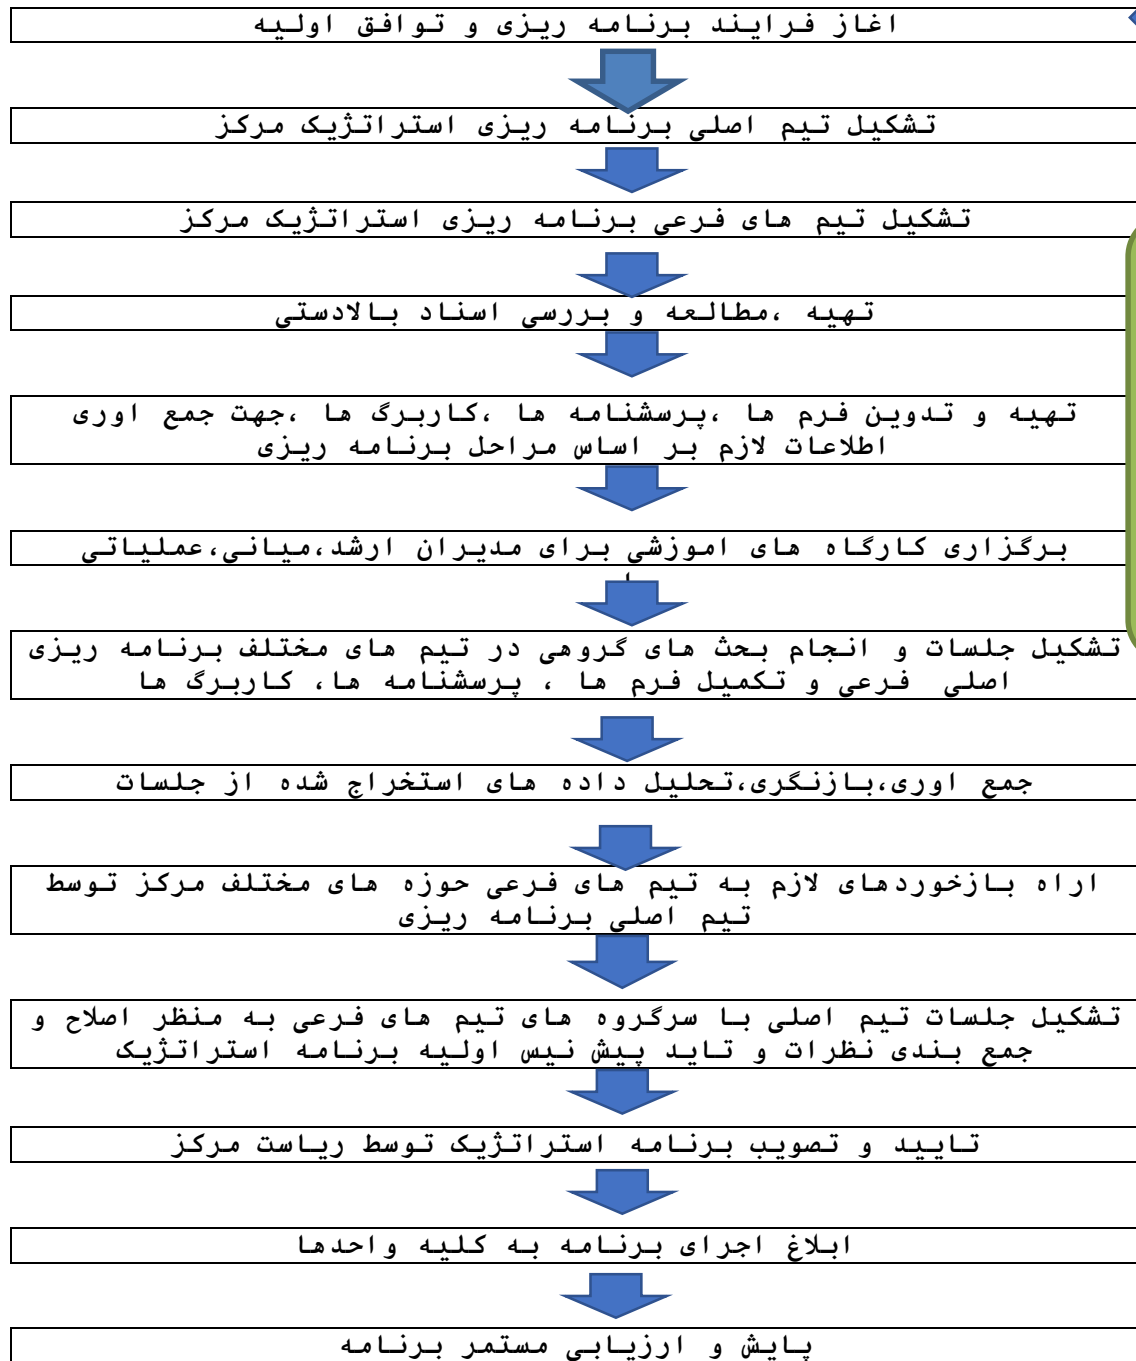 اغاز فرایند برنامه ریزی و توافق اولیه
تشکیل تیم اصلی برنامه ریزی استراتژیک مرکز
تشکیل تیم های فرعی برنامه ریزی استراتژیک مرکز
تهیه ،مطالعه و بررسی اسناد بالادستی
تهیه و تدوین فرم ها ،پرسشنامه ها ،کاربرگ ها ،جهت جمع اوری
اطلاعات لازم بر اساس مراحل برنامه ریزی
برگزاری کارگاه های اموزشی برای مدیران ارشد،میانی،عملیاتی
تشکیل جلسات و انجام بحث های گروهی در تیم های مختلف برنامه ریزی
اصلی  فرعی و تکمیل فرم ها ، پرسشنامه ها، کاربرگ ها
جمع اوری،بازنگری،تحلیل داده های استخراج شده از جلسات
اراه بازخوردهای لازم به تیم های فرعی حوزه های مختلف مرکز توسط
تیم اصلی برنامه ریزی
تشکیل جلسات تیم اصلی با سرگروه های تیم های فرعی به منظر اصلاح و
جمع بندی نظرات و تاید پیش نیس اولیه برنامه استراتژیک
تایید و تصویب برنامه استراتژیک توسط ریاست مرکز
ابلاغ اجرای برنامه به کلیه واحدها
پایش و ارزیابی مستمر برنامه